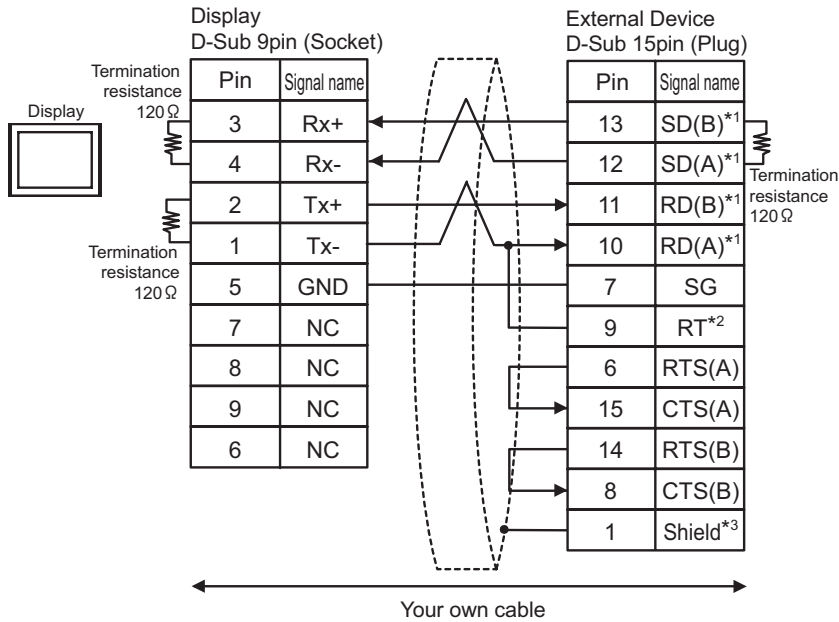 Display
D-Sub 9pin (Socket)
External Device
D-Sub 15pin (Plug)
Display
Termination
resistance
120Ω
Termination
resistance
120Ω
Pin Signal name
3 Rx+
4 Rx-
2 Tx+
1 Tx-
5 GND
7 NC
8 NC
9 NC
6 NC
Pin Signal name
13 SD(B)*1
12 SD(A)*1
11 RD(B)*1
10 RD(A)*1
7 SG
9 RT*2
6 RTS(A)
15 CTS(A)
14 RTS(B)
8 CTS(B)
1 Shield*3
Termination
resistance
120Ω
Your own cable